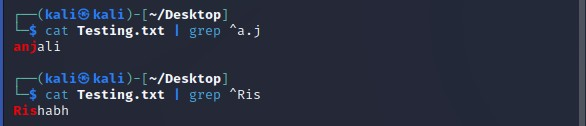 ┌──(kali㉿kali)-[~/Desktop]
└─$ cat Testing.txt | grep ^a.j
anjali
┌──(kali㉿kali)-[~/Desktop]
└─$ cat Testing.txt | grep ^Ris
Rishabh